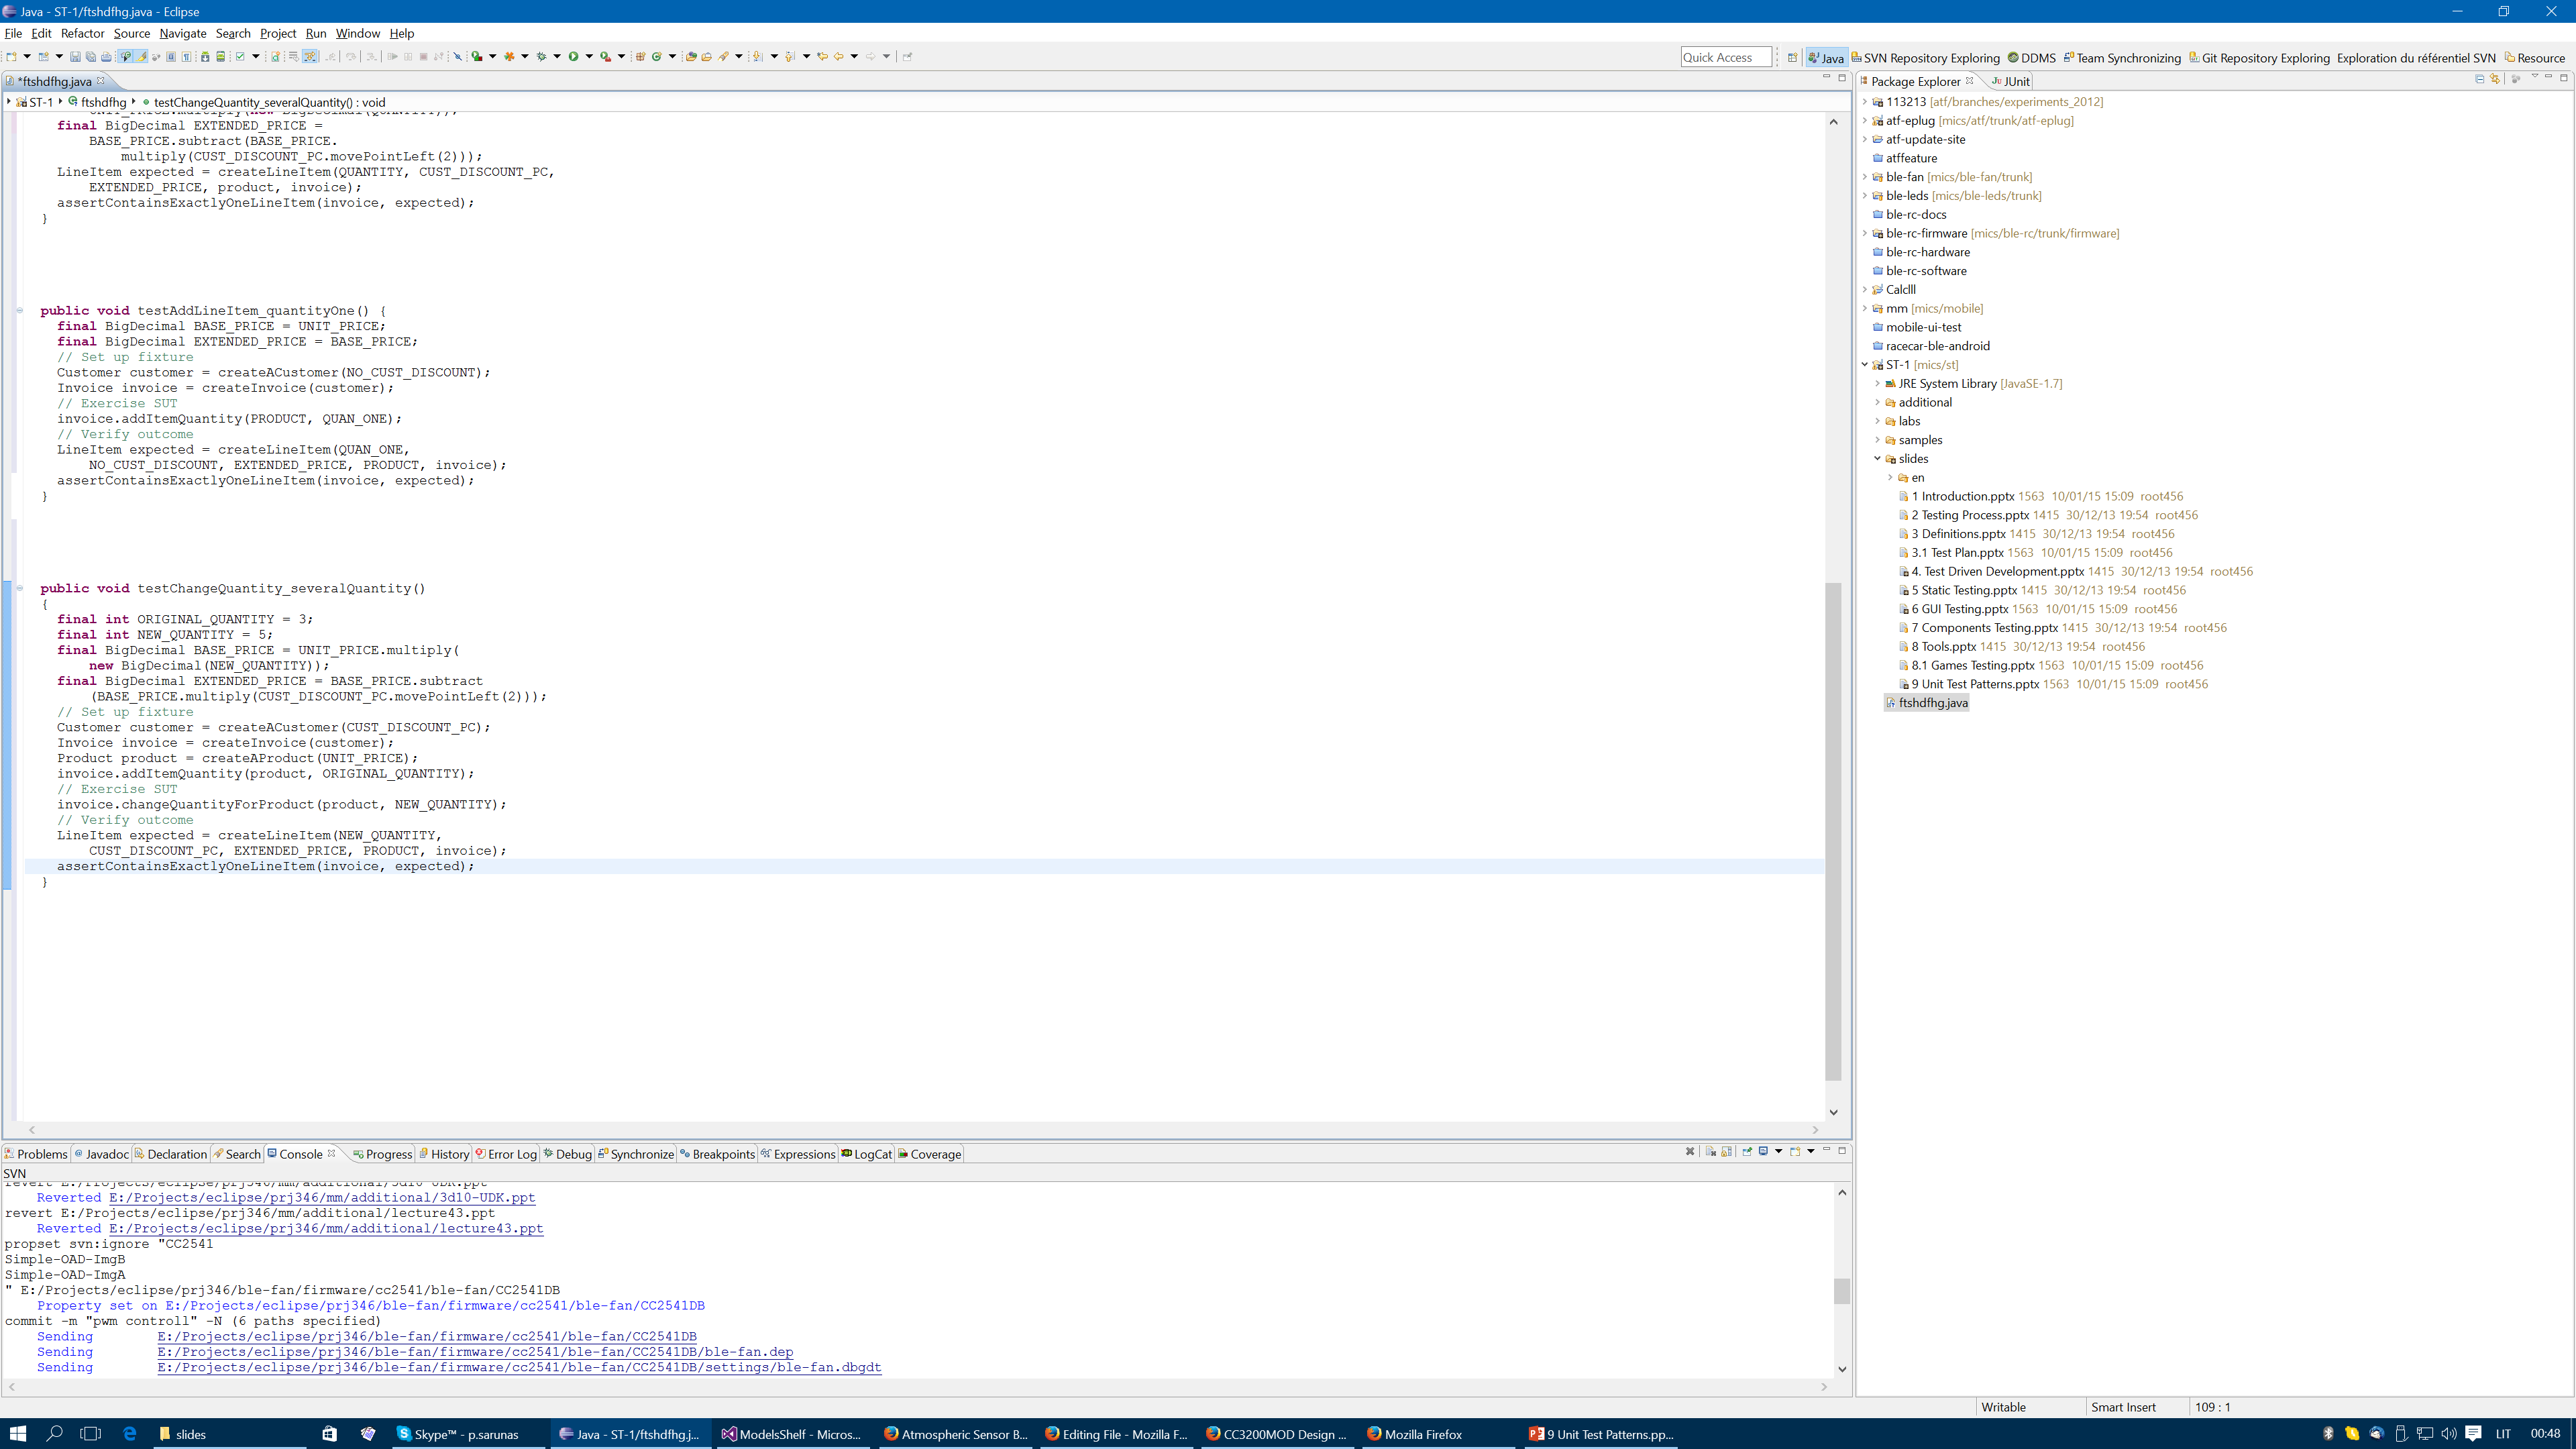 Java - ST-1/ftshdfhg.java - Eclipse
File Edit Refactor Source Navigate Search Project Run Window Help
Quick Access
Java SVN Repository Exploring DDMS Team Synchronizing Git Repository Exploring Exploration du référentiel SVN Resource
*ftshdfhg.java
ST-1 ftshdfhg testChangeQuantity_severalQuantity() : void
UNIT_PRICE.multiply(new BigDecimal(QUANTITY));
final BigDecimal EXTENDED_PRICE =
BASE_PRICE.subtract(BASE_PRICE.
multiply(CUST_DISCOUNT_PC.movePointLeft(2)));
LineItem expected = createLineItem(QUANTITY, CUST_DISCOUNT_PC,
EXTENDED_PRICE, product, invoice);
assertContainsExactlyOneLineItem(invoice, expected);
}
public void testAddLineItem_quantityOne() {
final BigDecimal BASE_PRICE = UNIT_PRICE;
final BigDecimal EXTENDED_PRICE = BASE_PRICE;
// Set up fixture
Customer customer = createACustomer(NO_CUST_DISCOUNT);
Invoice invoice = createInvoice(customer);
// Exercise SUT
invoice.addItemQuantity(PRODUCT, QUAN_ONE);
// Verify outcome
LineItem expected = createLineItem(QUAN_ONE,
NO_CUST_DISCOUNT, EXTENDED_PRICE, PRODUCT, invoice);
assertContainsExactlyOneLineItem(invoice, expected);
}
public void testChangeQuantity_severalQuantity()
{
final int ORIGINAL_QUANTITY = 3;
final int NEW_QUANTITY = 5;
final BigDecimal BASE_PRICE = UNIT_PRICE.multiply(
new BigDecimal(NEW_QUANTITY));
final BigDecimal EXTENDED_PRICE = BASE_PRICE.subtract
(BASE_PRICE.multiply(CUST_DISCOUNT_PC.movePointLeft(2)));
// Set up fixture
Customer customer = createACustomer(CUST_DISCOUNT_PC);
Invoice invoice = createInvoice(customer);
Product product = createAProduct(UNIT_PRICE);
invoice.addItemQuantity(product, ORIGINAL_QUANTITY);
// Exercise SUT
invoice.changeQuantityForProduct(product, NEW_QUANTITY);
// Verify outcome
LineItem expected = createLineItem(NEW_QUANTITY,
CUST_DISCOUNT_PC, EXTENDED_PRICE, PRODUCT, invoice);
assertContainsExactlyOneLineItem(invoice, expected);
}
Package Explorer JUnit
113213 [atf/branches/experiments_2012]
atf-eplug [mics/atf/trunk/atf-eplug]
atf-update-site
atffeature
ble-fan [mics/ble-fan/trunk]
ble-leds [mics/ble-leds/trunk]
ble-rc-docs
ble-rc-firmware [mics/ble-rc/trunk/firmware]
ble-rc-hardware
ble-rc-software
Calclll
mm [mics/mobile]
mobile-ui-test
racecar-ble-android
ST-1 [mics/st]
JRE System Library [JavaSE-1.7]
additional
labs
samples
slides
en
1 Introduction.pptx 1563 10/01/15 15:09 root456
2 Testing Process.pptx 1415 30/12/13 19:54 root456
3 Definitions.pptx 1415 30/12/13 19:54 root456
3.1 Test Plan.pptx 1563 10/01/15 15:09 root456
4. Test Driven Development.pptx 1415 30/12/13 19:54 root456
5 Static Testing.pptx 1415 30/12/13 19:54 root456
6 GUI Testing.pptx 1563 10/01/15 15:09 root456
7 Components Testing.pptx 1415 30/12/13 19:54 root456
8 Tools.pptx 1415 30/12/13 19:54 root456
8.1 Games Testing.pptx 1563 10/01/15 15:09 root456
9 Unit Test Patterns.pptx 1563 10/01/15 15:09 root456
ftshdfhg.java
Problems Javadoc Declaration Search Console Progress History Error Log Debug Synchronize Breakpoints Expressions LogCat Coverage
SVN
revert E:/Projects/eclipse/prj346/mm/additional/3d10-UDK.ppt
Reverted E:/Projects/eclipse/prj346/mm/additional/3d10-UDK.ppt
revert E:/Projects/eclipse/prj346/mm/additional/lecture43.ppt
Reverted E:/Projects/eclipse/prj346/mm/additional/lecture43.ppt
propset svn:ignore "CC2541
Simple-OAD-ImgB
Simple-OAD-ImgA
" E:/Projects/eclipse/prj346/ble-fan/firmware/cc2541/ble-fan/CC2541DB
Property set on E:/Projects/eclipse/prj346/ble-fan/firmware/cc2541/ble-fan/CC2541DB
commit -m "pwm controll" -N (6 paths specified)
Sending E:/Projects/eclipse/prj346/ble-fan/firmware/cc2541/ble-fan/CC2541DB
Sending E:/Projects/eclipse/prj346/ble-fan/firmware/cc2541/ble-fan/CC2541DB/ble-fan.dep
Sending E:/Projects/eclipse/prj346/ble-fan/firmware/cc2541/ble-fan/CC2541DB/settings/ble-fan.dbgdt
Writable Smart Insert 109 : 1
slides Skype™ - p.sarunas Java - ST-1/ftshdfhg.j... ModelsShelf - Micros... Atmospheric Sensor B... Editing File - Mozilla F... CC3200MOD Design ... Mozilla Firefox 9 Unit Test Patterns.pp... LIT 00:48